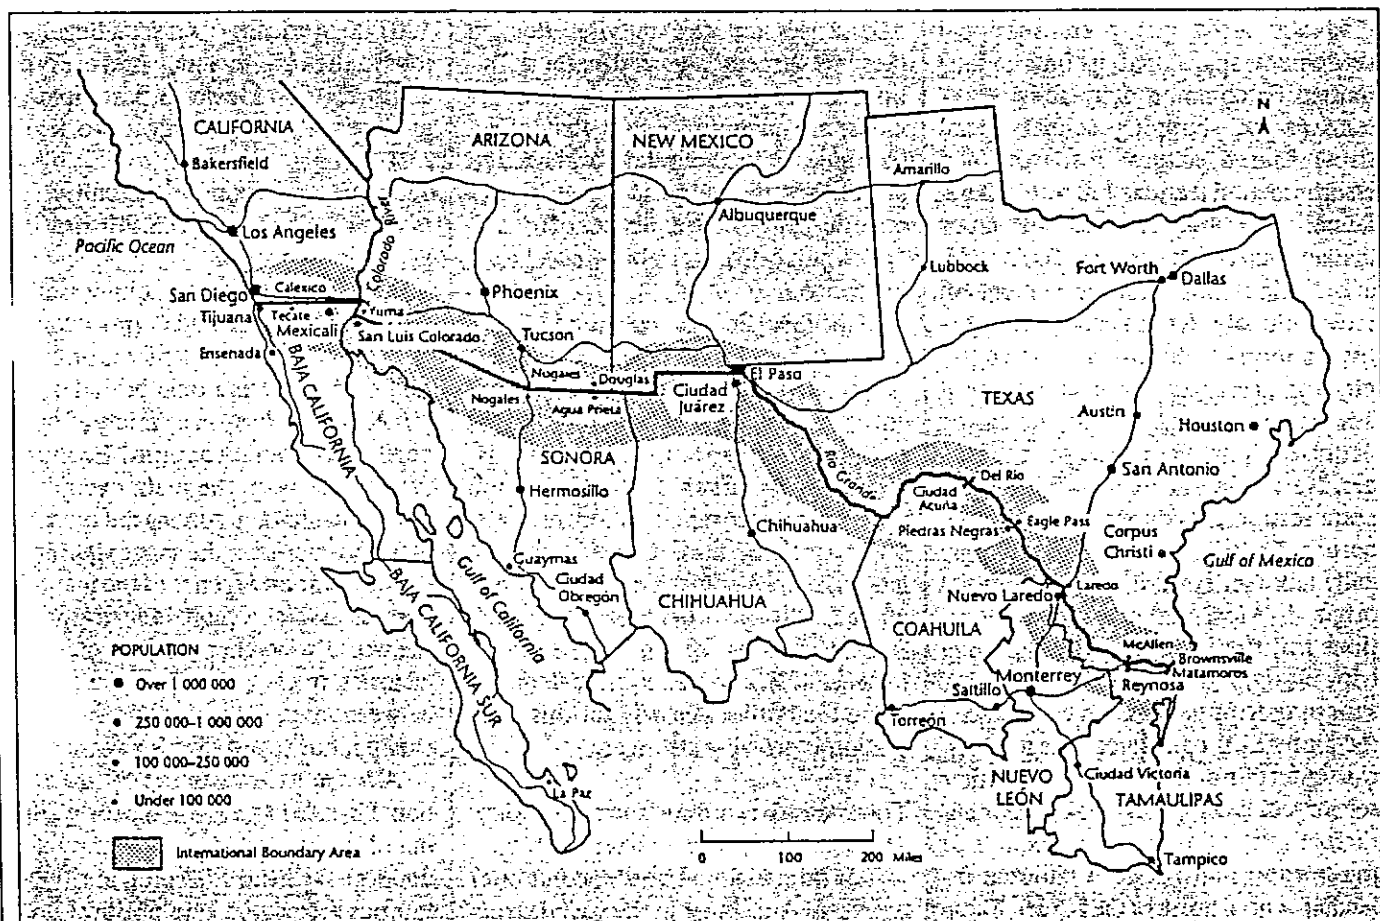 N
CALIFORNIA
ARIZONA
NEW MEXICO
Bakersfield
Amarillo
Colorado River
Albuquerque
Los Angeles
Pacific Ocean
Lubbock
Fort Worth
Dallas
Calexico
San Diego
Phoenix
Tijuana
Tecate
Yuma
Mexicali
San Luis Colorado
Tucson
Ensenada
BAJA CALIFORNIA
Nogales
Douglas
El Paso
Ciudad
Juárez
Nogales
Agua Prieta
TEXAS
Austin
Houston
SONORA
Rio Grande
Del Rio
San Antonio
Hermosillo
Ciudad
Acuña
Chihuahua
Piedras Negras
Eagle Pass
Corpus
Christi
Gulf of Mexico
Guaymas
Gulf of California
Ciudad
Obregón
BAJA CALIFORNIA SUR
CHIHUAHUA
Laredo
Nuevo Laredo
COAHUILA
McAllen
Brownsville
Matamoros
Monterrey
Reynosa
Saltillo
Torreón
POPULATION
Over 1 000 000
250 000–1 000 000
100 000–250 000
Under 100 000
La Paz
NUEVO
LEÓN
Ciudad Victoria
TAMAULIPAS
International Boundary Area
0 100 200 Miles
Tampico